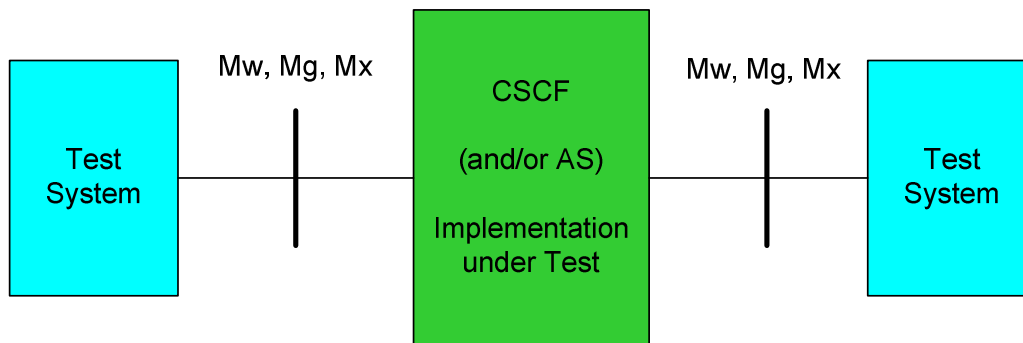 Mw, Mg, Mx
Mw, Mg, Mx
Test
System
CSCF
(and/or AS)
Implementation
under Test
Test
System